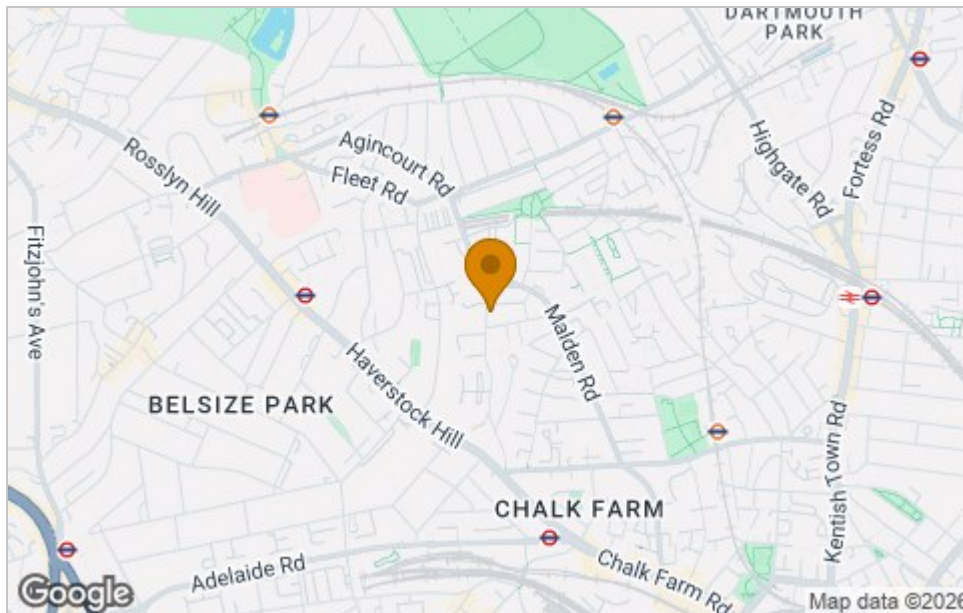 DARTMOUTH
PARK
Agincourt Rd
Fleet Rd
Rosslyn Hill
Highgate Rd
Fortess Rd
Fitzjohn's Ave
Malden Rd
BELSIZE PARK
Haverstock Hill
Kentish Town Rd
CHALK FARM
Adelaide Rd
Chalk Farm Rd
Google
Map data ©2026